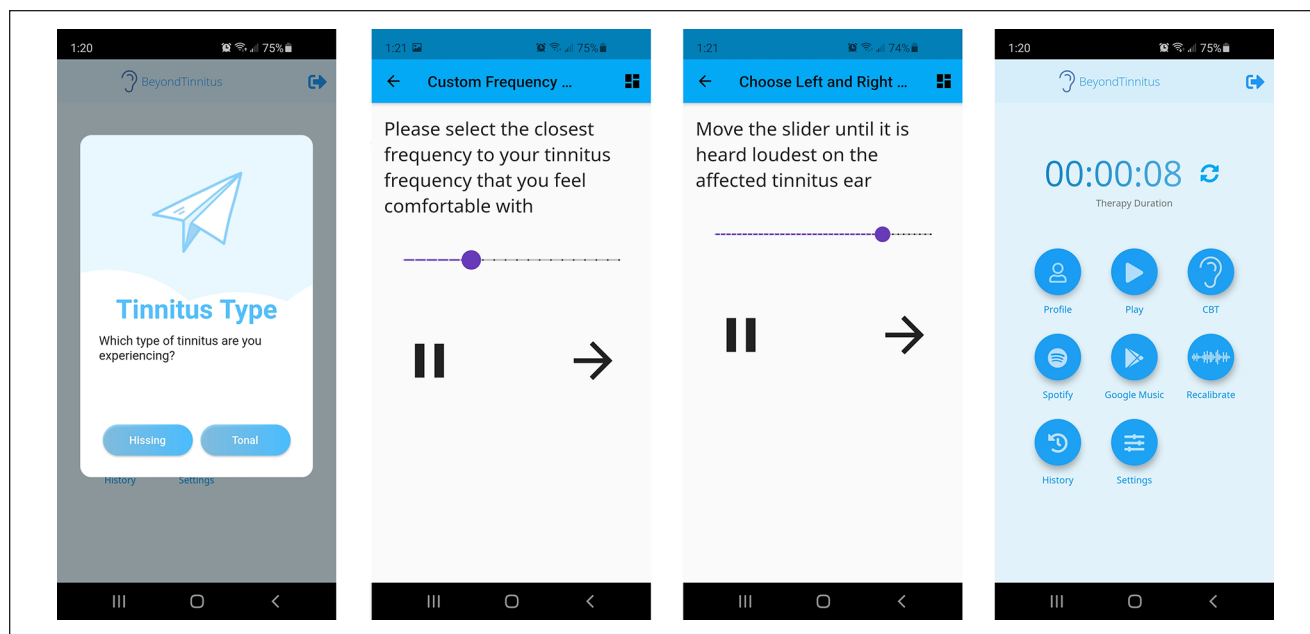 1:20 75%
BeyondTinnitus
Tinnitus Type
Which type of tinnitus are you
experiencing?
Hissing Tonal
History Settings
1:21 75%
Custom Frequency ...
Please select the closest
frequency to your tinnitus
frequency that you feel
comfortable with
1:21 74%
Choose Left and Right ...
Move the slider until it is
heard loudest on the
affected tinnitus ear
1:20 75%
BeyondTinnitus
00:00:08
Therapy Duration
Profile Play CBT
Spotify Google Music Recalibrate
History Settings